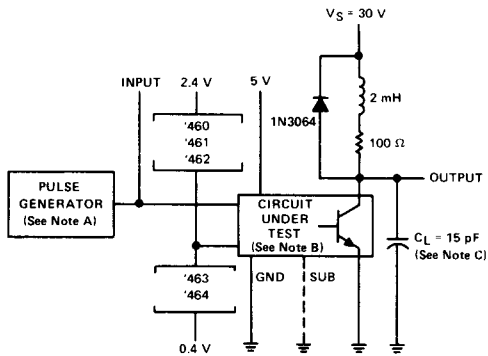 V_S = 30 V
INPUT
2.4 V
5 V
'460
'461
'462
1N3064
2 mH
100 Ω
OUTPUT
PULSE
GENERATOR
(See Note A)
CIRCUIT
UNDER
TEST
(See Note B)
C_L = 15 pF
(See Note C)
'463
'464
GND
SUB
0.4 V